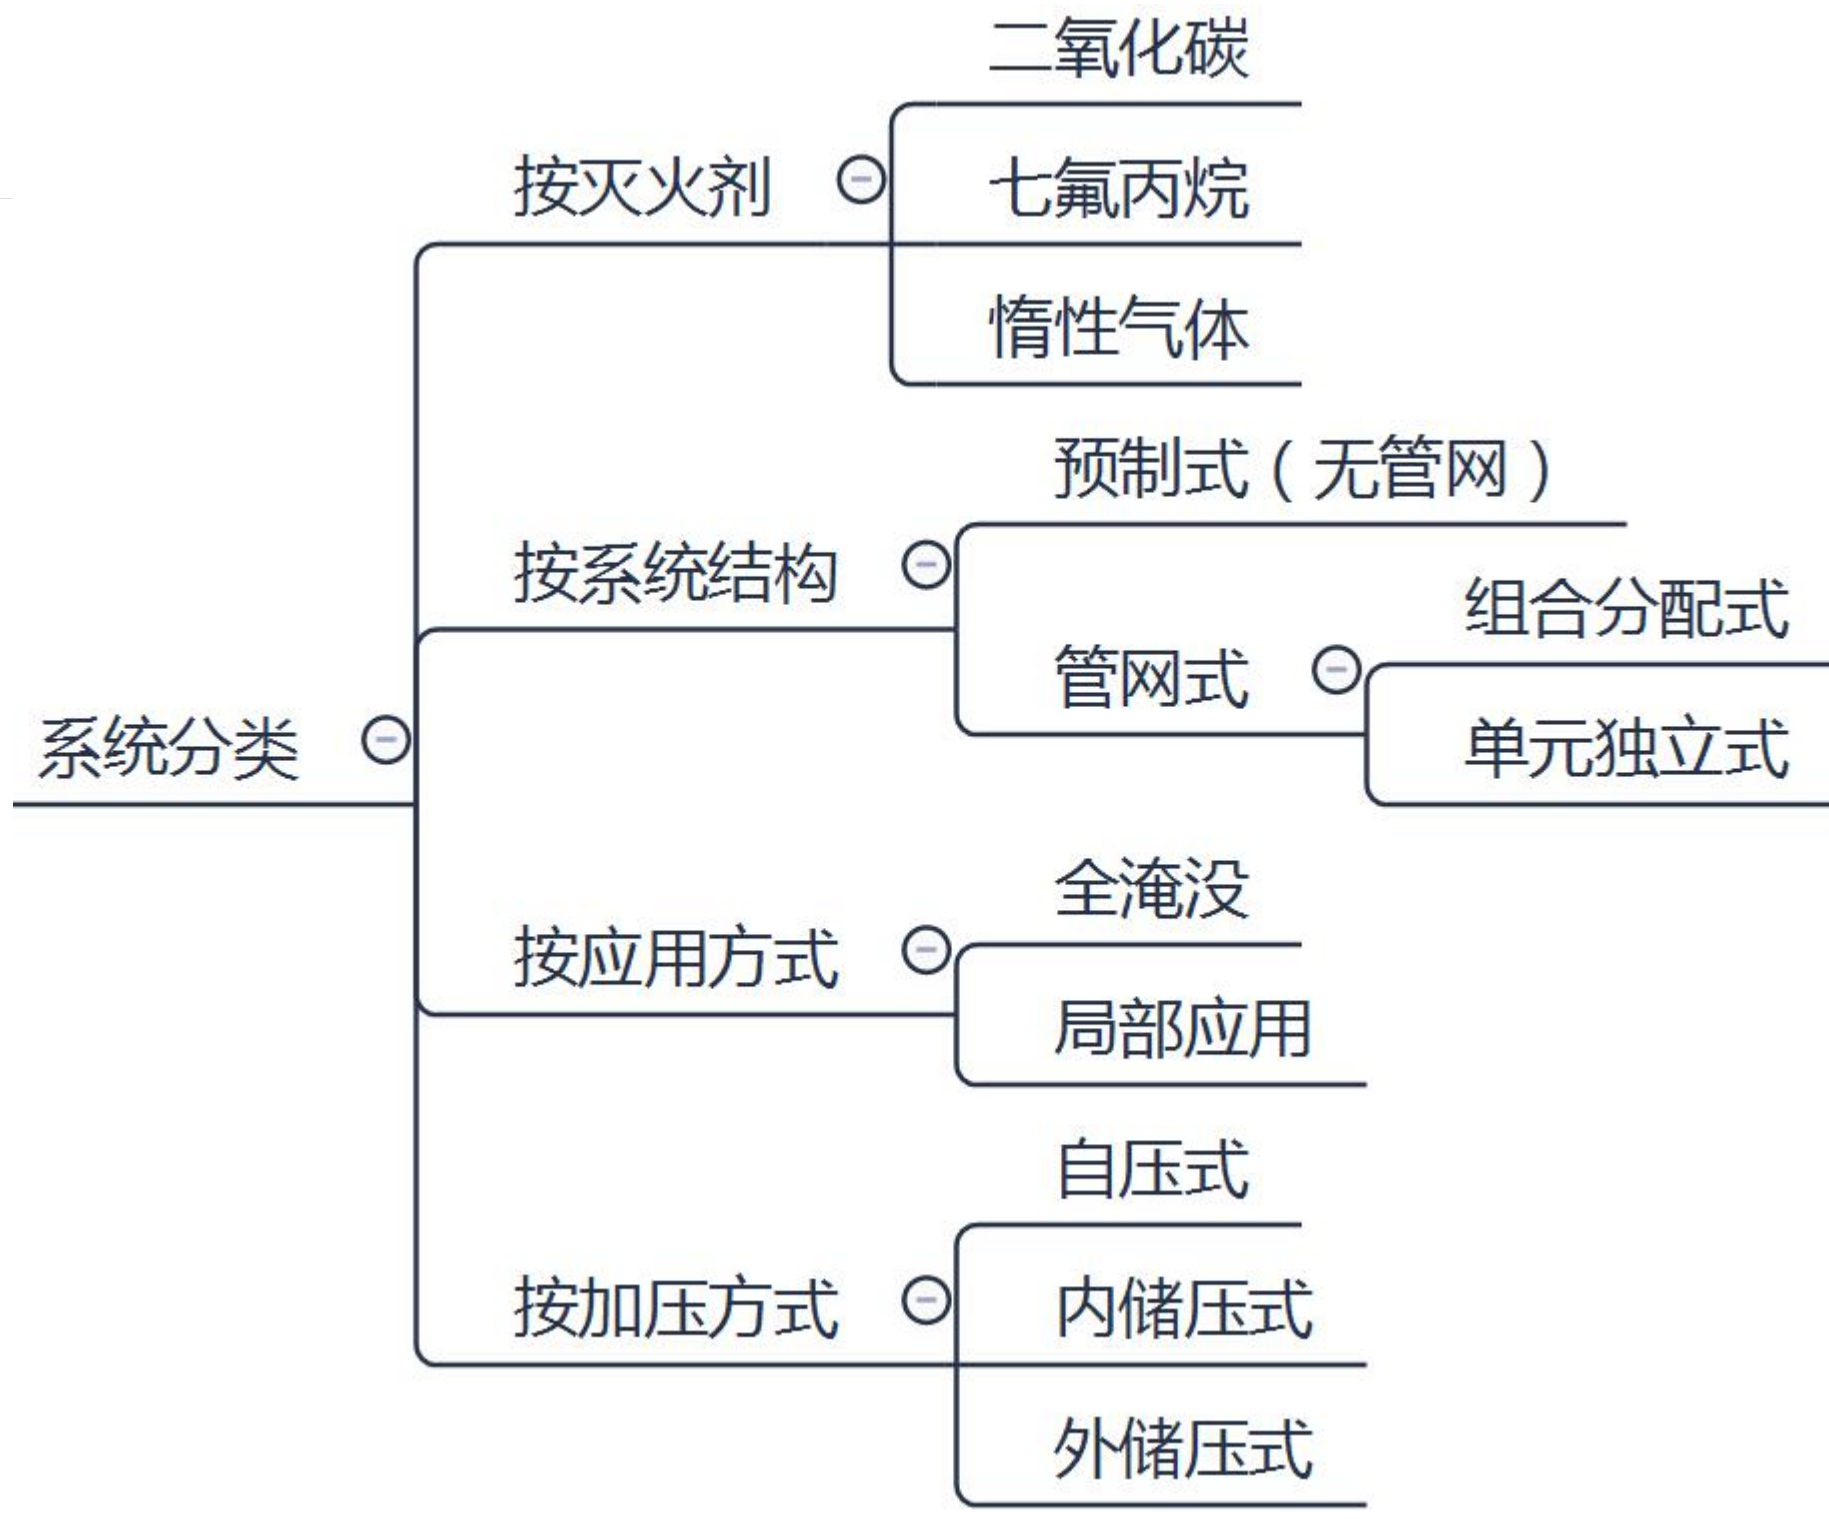 系统分类
按灭火剂
二氧化碳
七氟丙烷
惰性气体
按系统结构
预制式（无管网）
管网式
组合分配式
单元独立式
按应用方式
全淹没
局部应用
按加压方式
自压式
内储压式
外储压式